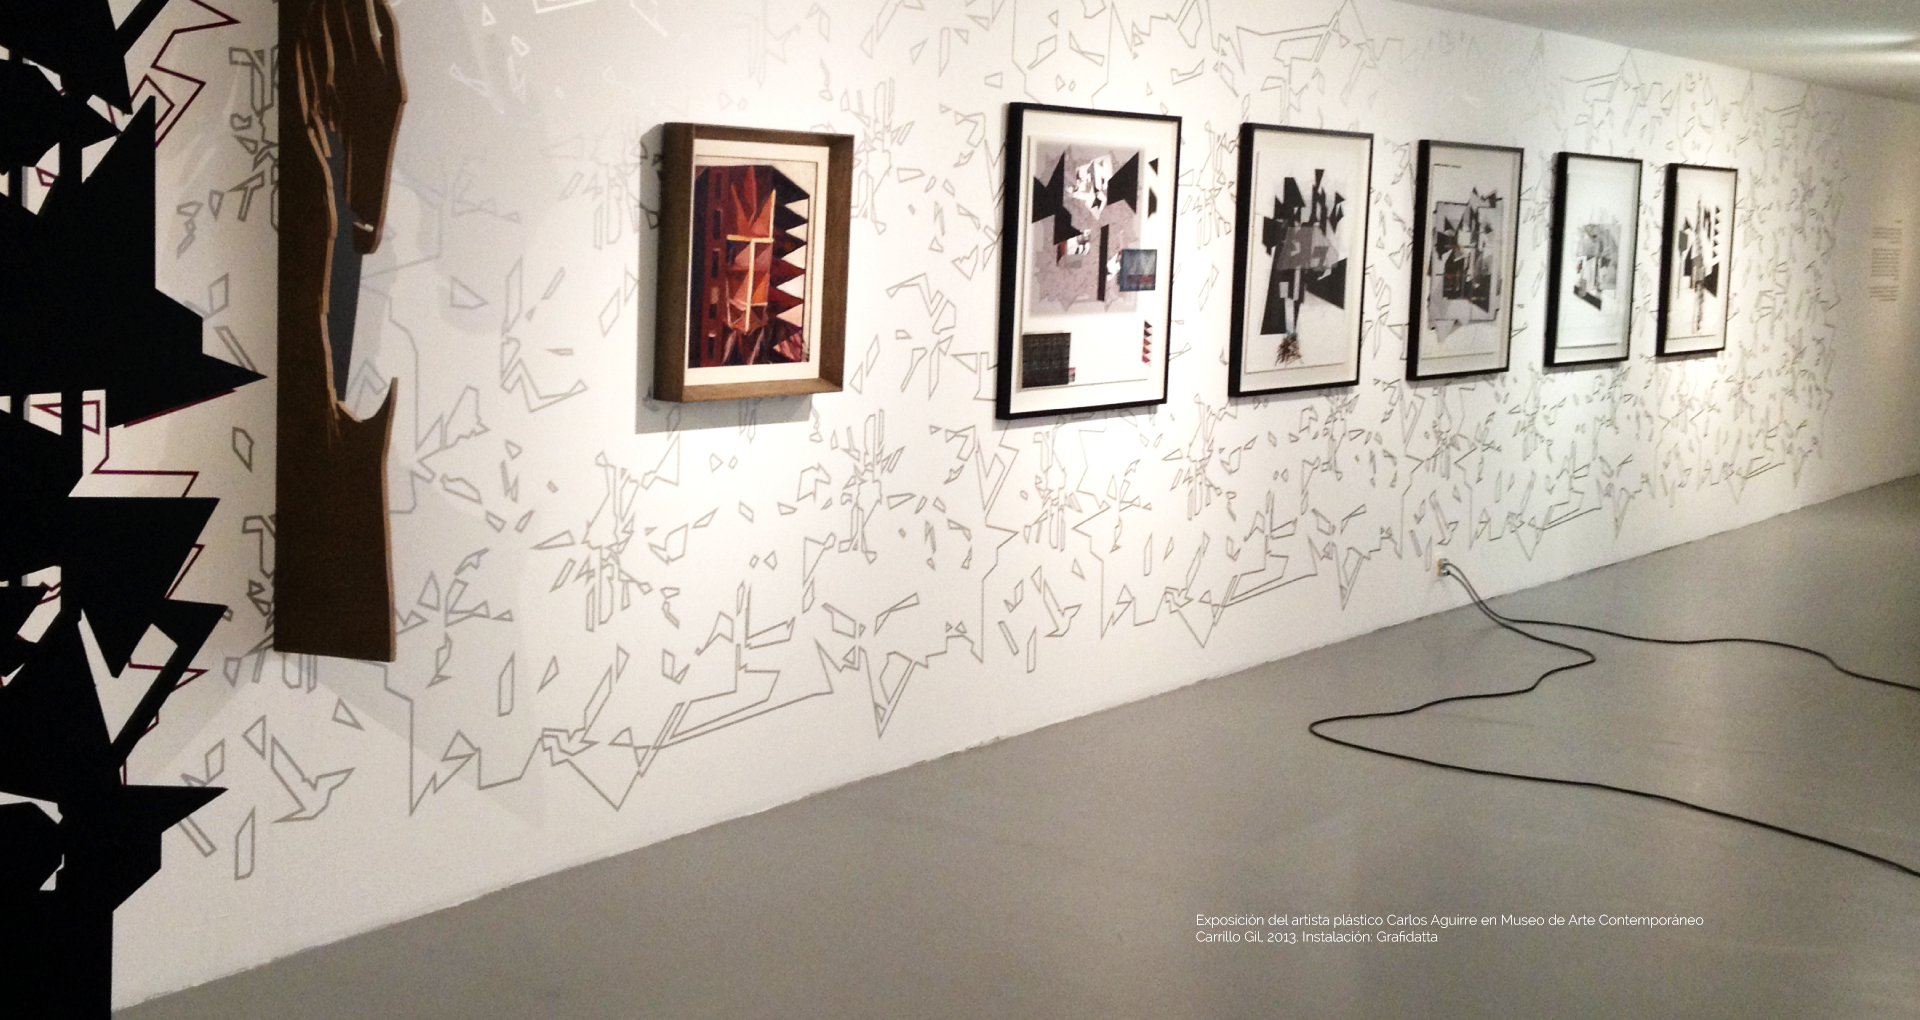 Exposición del artista plástico Carlos Aguirre en Museo de Arte Contemporáneo
Carrillo Gil, 2013. Instalación: Grafidatta